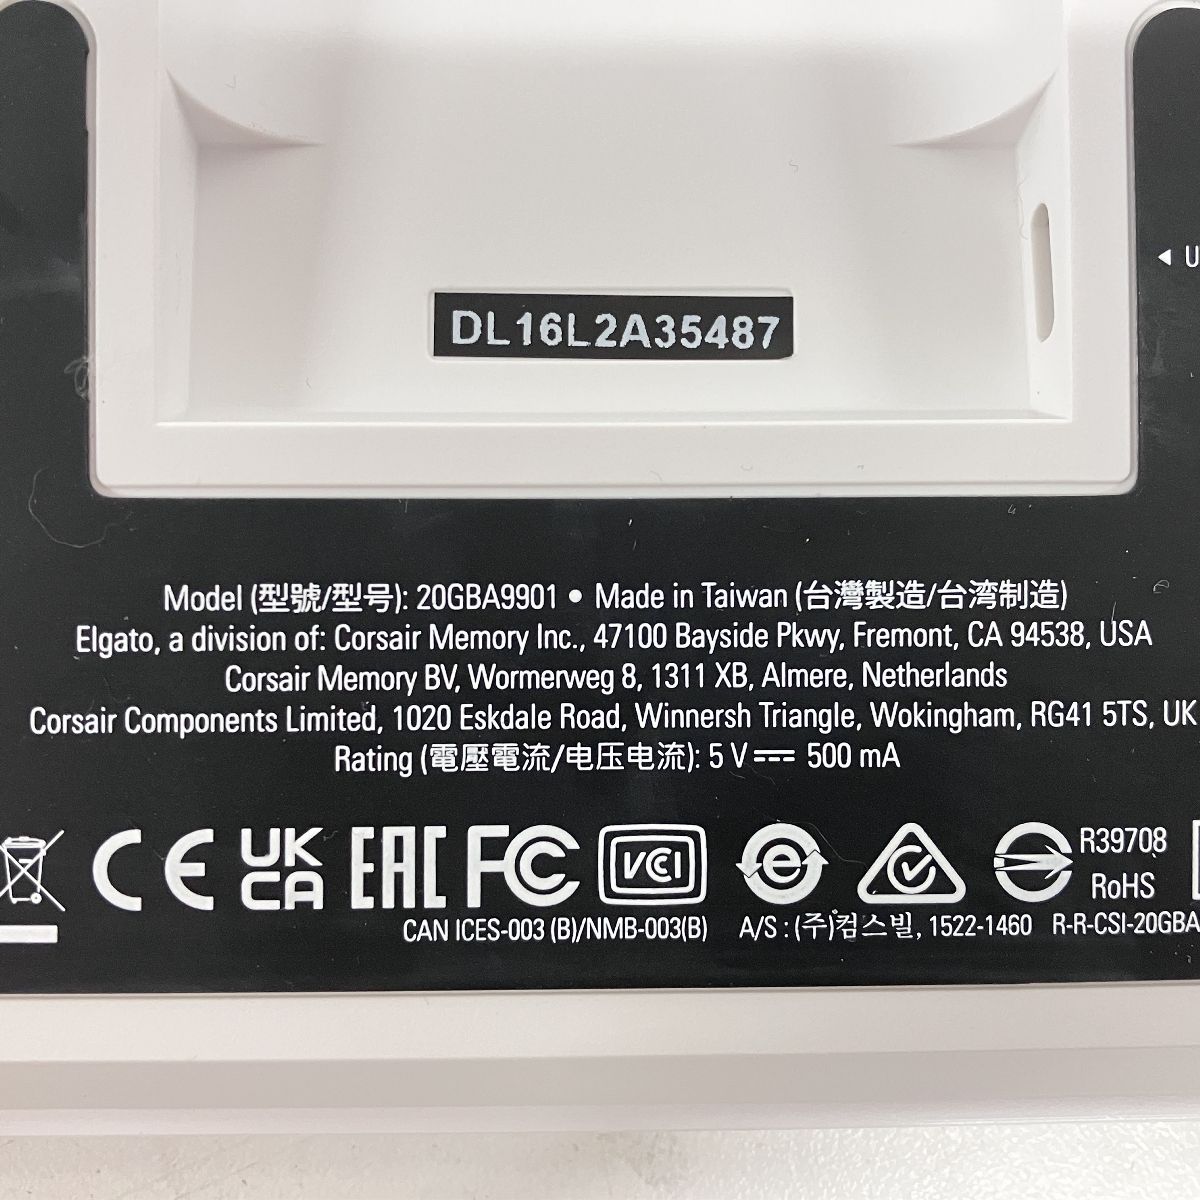 ◄ U
DL16L2A35487
Model (型號/型号): 20GBA9901 • Made in Taiwan (台灣製造/台湾制造)
Elgato, a division of: Corsair Memory Inc., 47100 Bayside Pkwy, Fremont, CA 94538, USA
Corsair Memory BV, Wormerweg 8, 1311 XB, Almere, Netherlands
Corsair Components Limited, 1020 Eskdale Road, Winnersh Triangle, Wokingham, RG41 5TS, UK
Rating (電壓電流/电压电流): 5 V⎓ 500 mA
CE UK CA EAC FC VCCI e R39708
RoHS
CAN ICES-003 (B)/NMB-003(B) A/S : (주)컴스빌, 1522-1460 R-R-CSI-20GBA